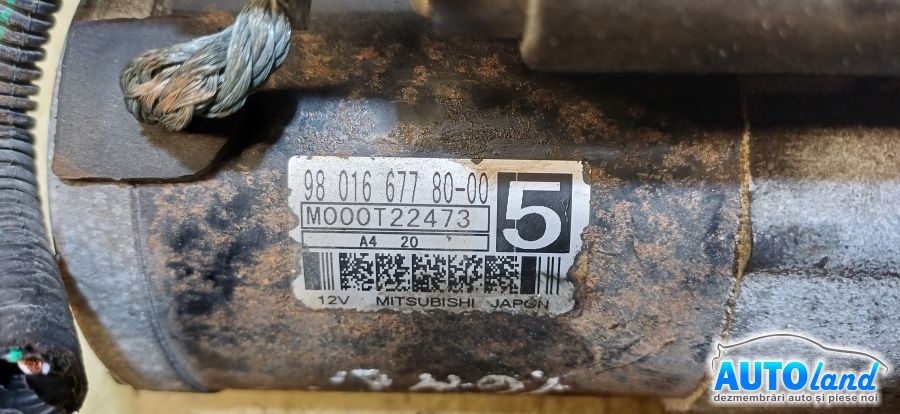 98 016 677 80-00
M000T22473
5
A4 20
12V MITSUBISHI JAPON
AUTOland
dezmembrări auto și piese noi